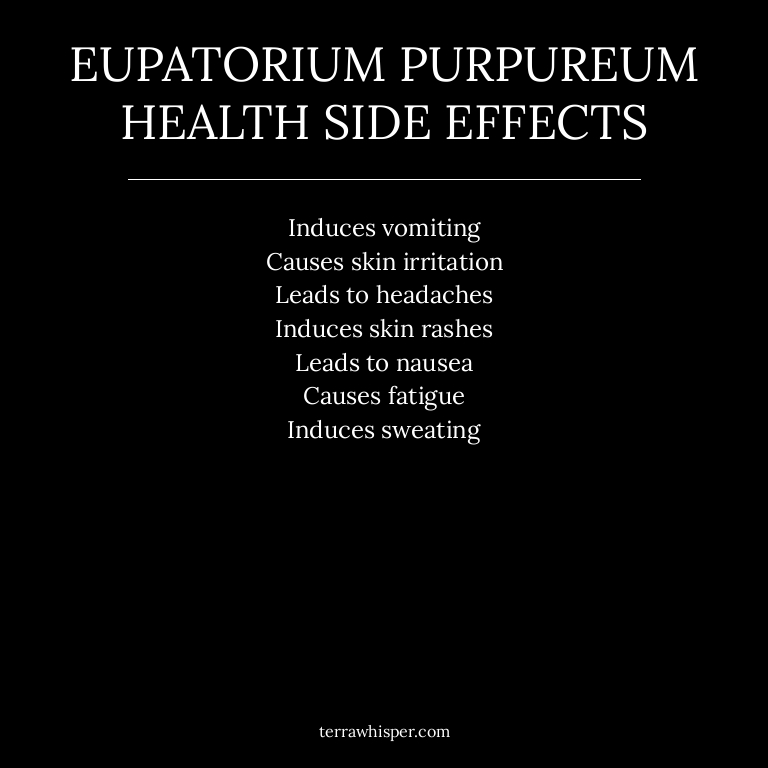 EUPATORIUM PURPUREUM
HEALTH SIDE EFFECTS
Induces vomiting
Causes skin irritation
Leads to headaches
Induces skin rashes
Leads to nausea
Causes fatigue
Induces sweating
terrawhisper.com